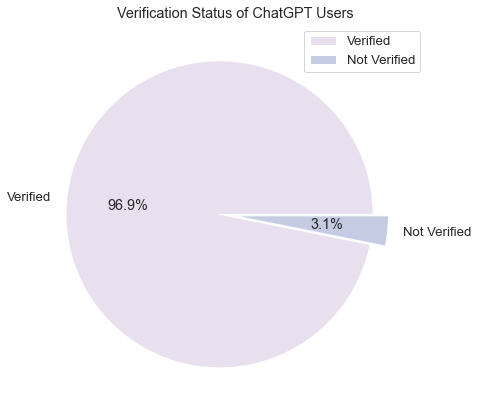 Verification Status of ChatGPT Users
Verified
Not Verified
96.9%
Verified
3.1%
Not Verified